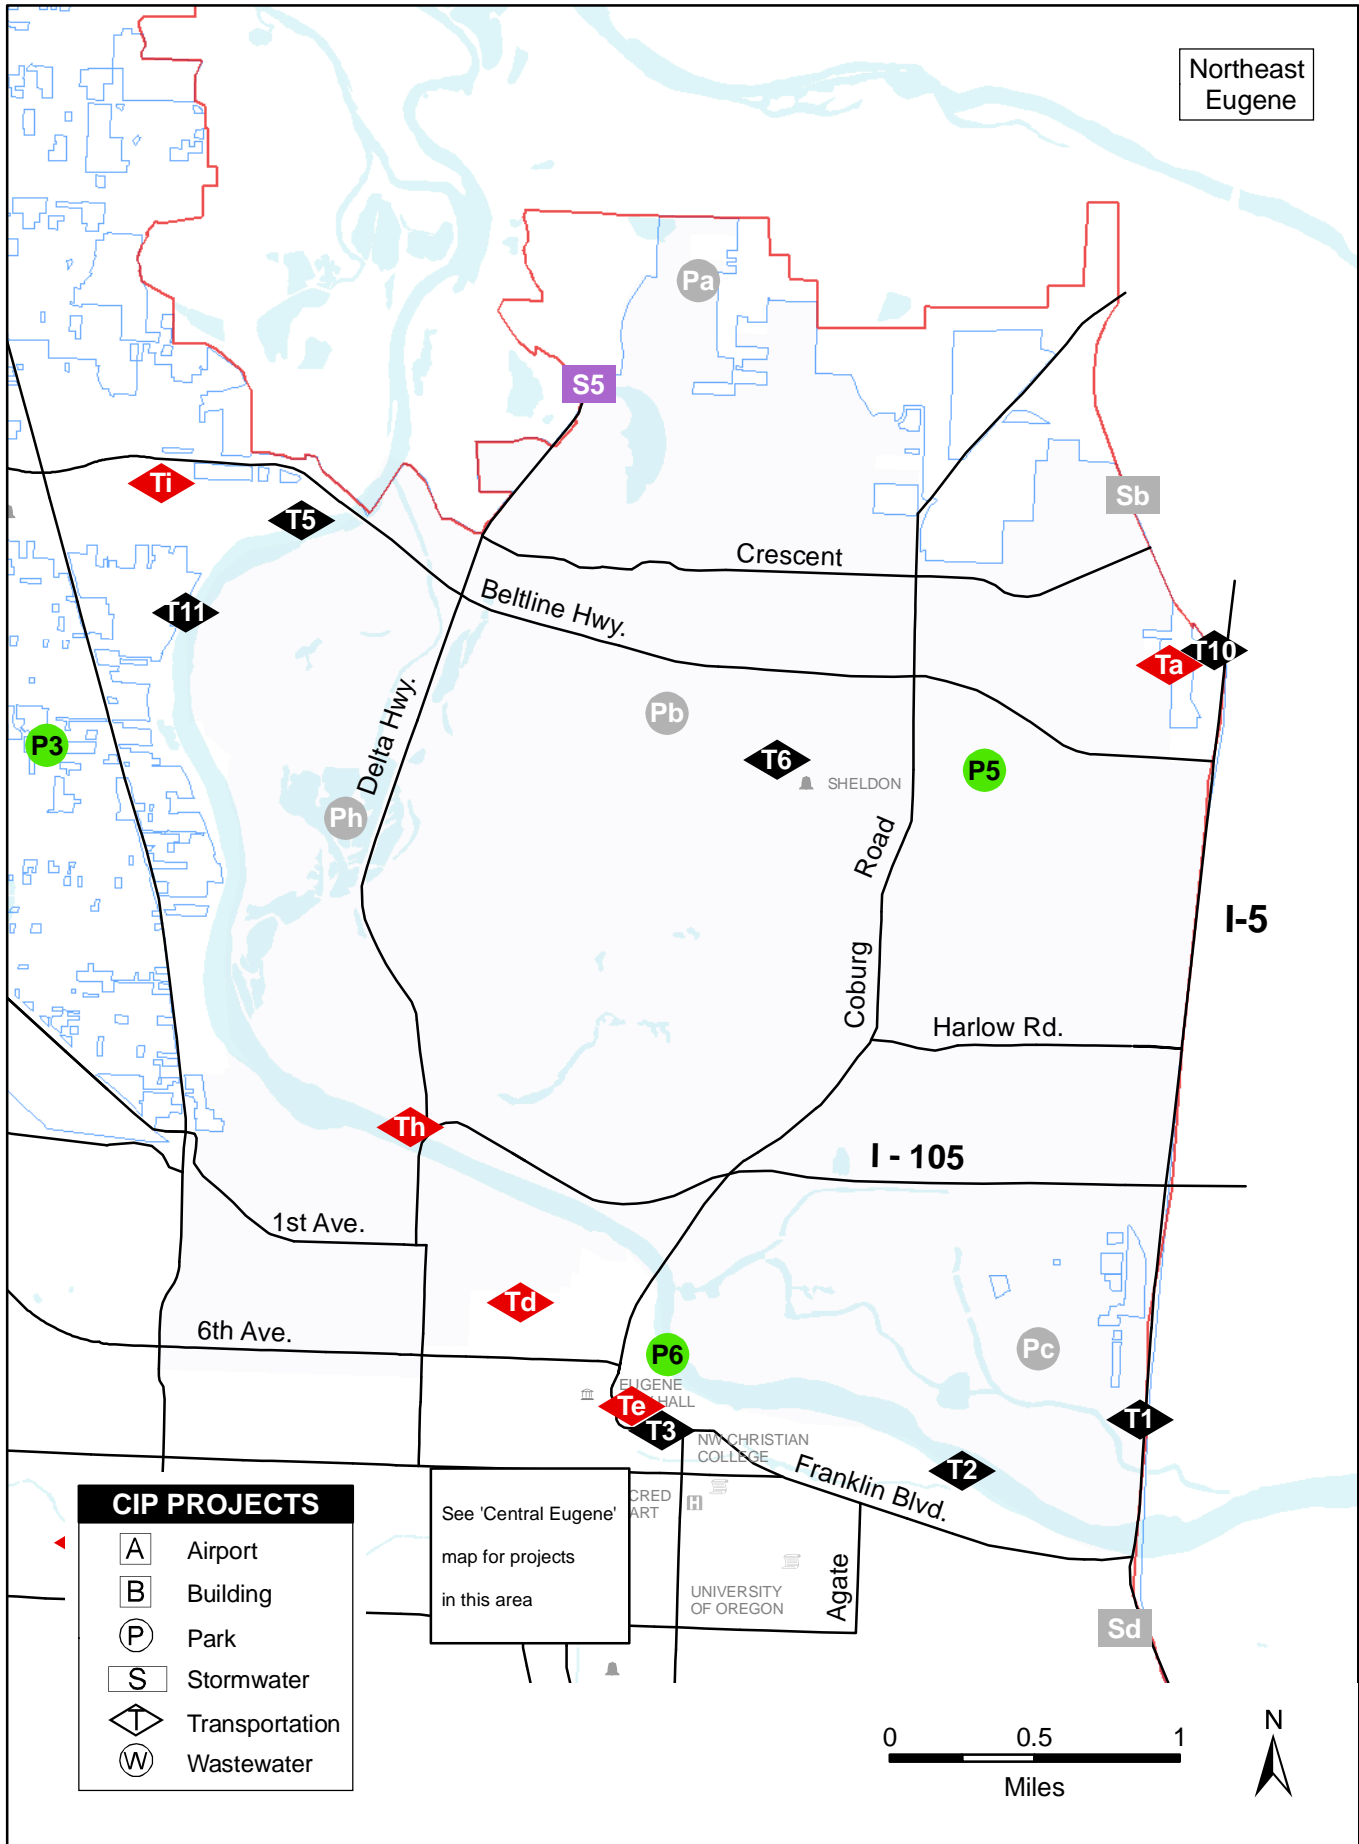 Northeast
Eugene
Pa
S5
Ti
Sb
T5
Crescent
Beltline Hwy.
T11
T10
Ta
Delta Hwy.
Pb
P3
T6
P5
SHELDON
Ph
Road
I-5
Coburg
Harlow Rd.
Th
I - 105
1st Ave.
Td
6th Ave.
P6
Pc
EUGENE
HALL
Te
T3
T1
NW CHRISTIAN
COLLEGE
Franklin Blvd.
T2
CRED
ART
H
See 'Central Eugene'
map for projects
in this area
UNIVERSITY
OF OREGON
Agate
Sd
CIP PROJECTS
A Airport
B Building
P Park
S Stormwater
T Transportation
W Wastewater
0 0.5 1
Miles
N